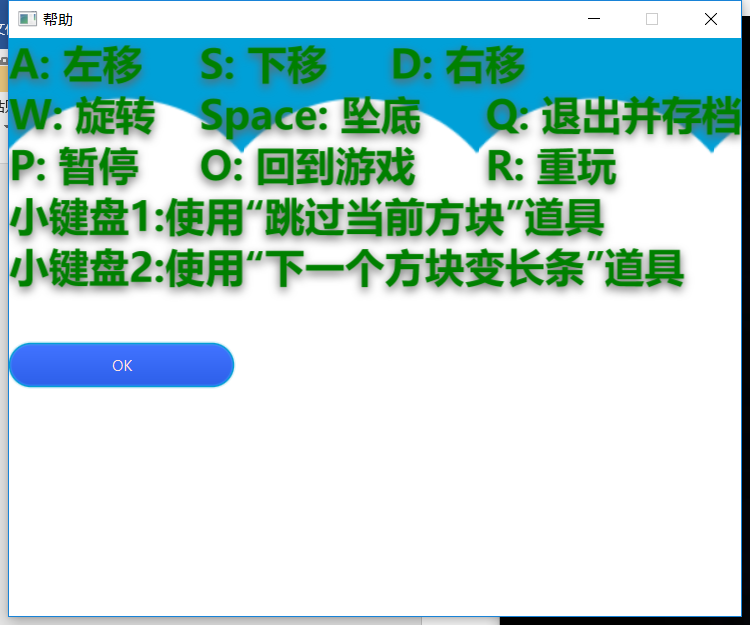 帮助
A: 左移 S: 下移 D: 右移
W: 旋转 Space: 坠底 Q: 退出并存档
P: 暂停 O: 回到游戏 R: 重玩
小键盘1:使用“跳过当前方块”道具
小键盘2:使用“下一个方块变长条”道具
OK